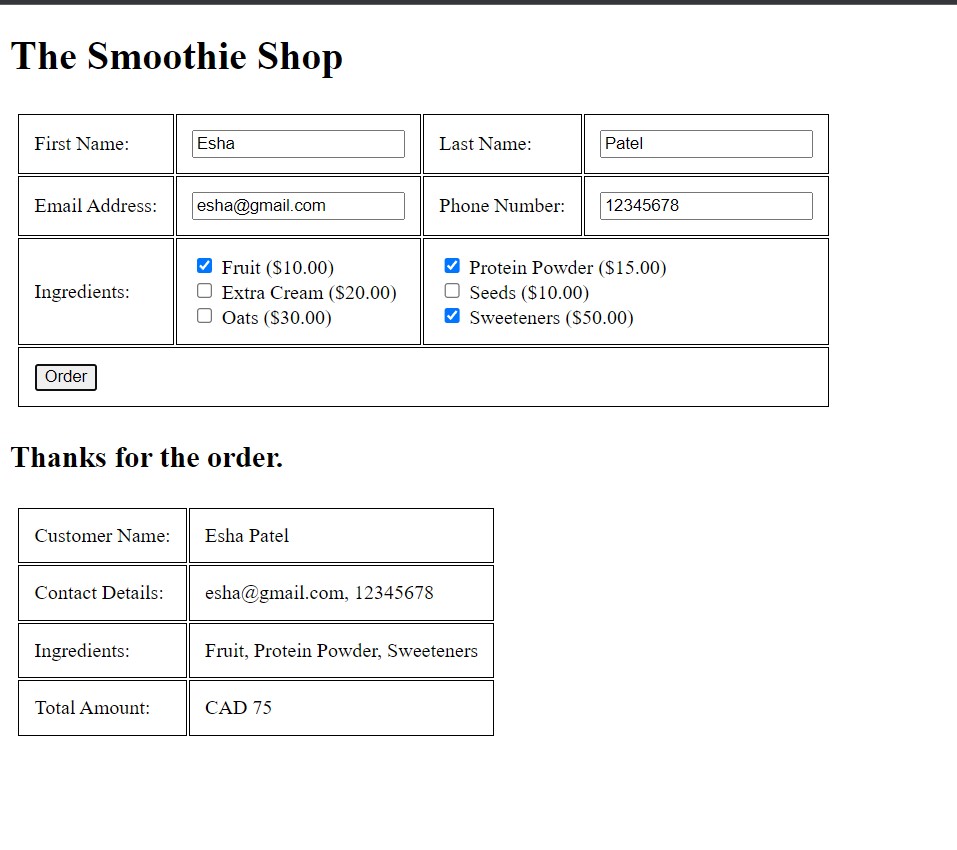 The Smoothie Shop
First Name: Esha Last Name: Patel
Email Address: esha@gmail.com Phone Number: 12345678
Fruit ($10.00) Protein Powder ($15.00)
Ingredients: Extra Cream ($20.00) Seeds ($10.00)
Oats ($30.00) Sweeteners ($50.00)
Order
Thanks for the order.
Customer Name: Esha Patel
Contact Details: esha@gmail.com, 12345678
Ingredients: Fruit, Protein Powder, Sweeteners
Total Amount: CAD 75